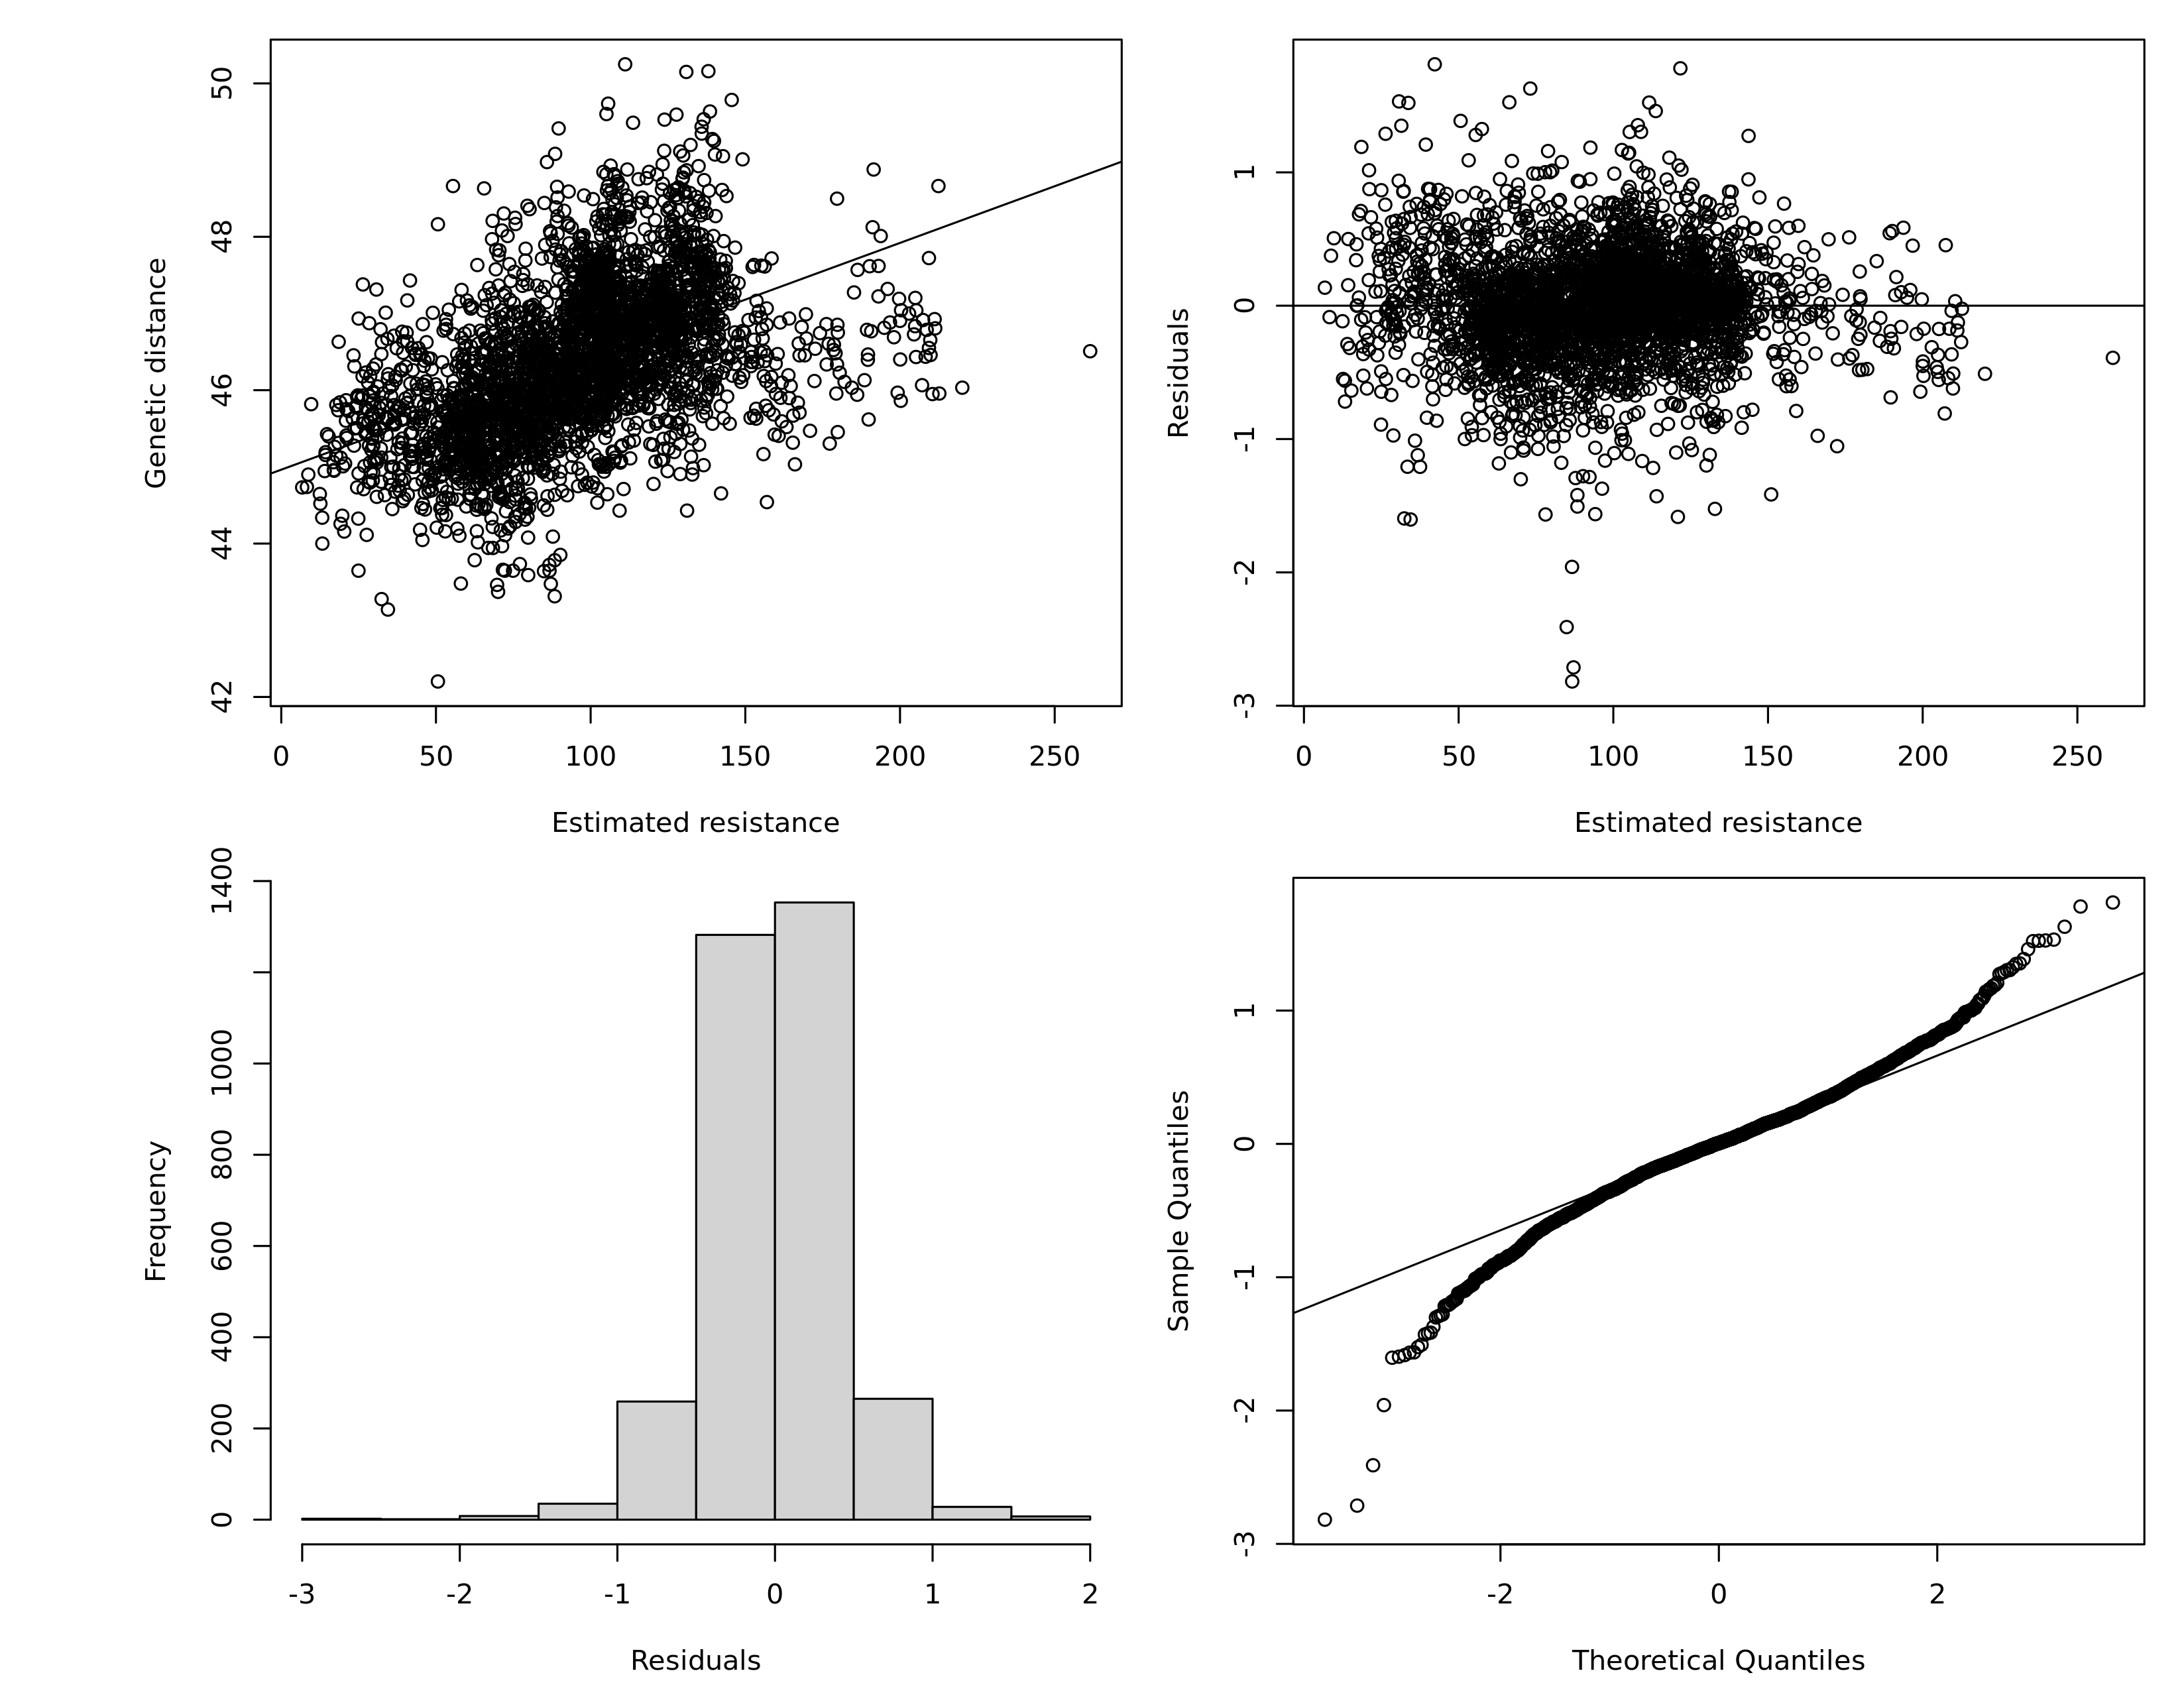 50
48
46
44
42
Genetic distance
0 50 100 150 200 250
Estimated resistance
1
0
-1
-2
-3
Residuals
0 50 100 150 200 250
Estimated resistance
1400
1000
800
600
400
200
0
Frequency
-3 -2 -1 0 1 2
Residuals
1
0
-1
-2
-3
Sample Quantiles
-2 0 2
Theoretical Quantiles